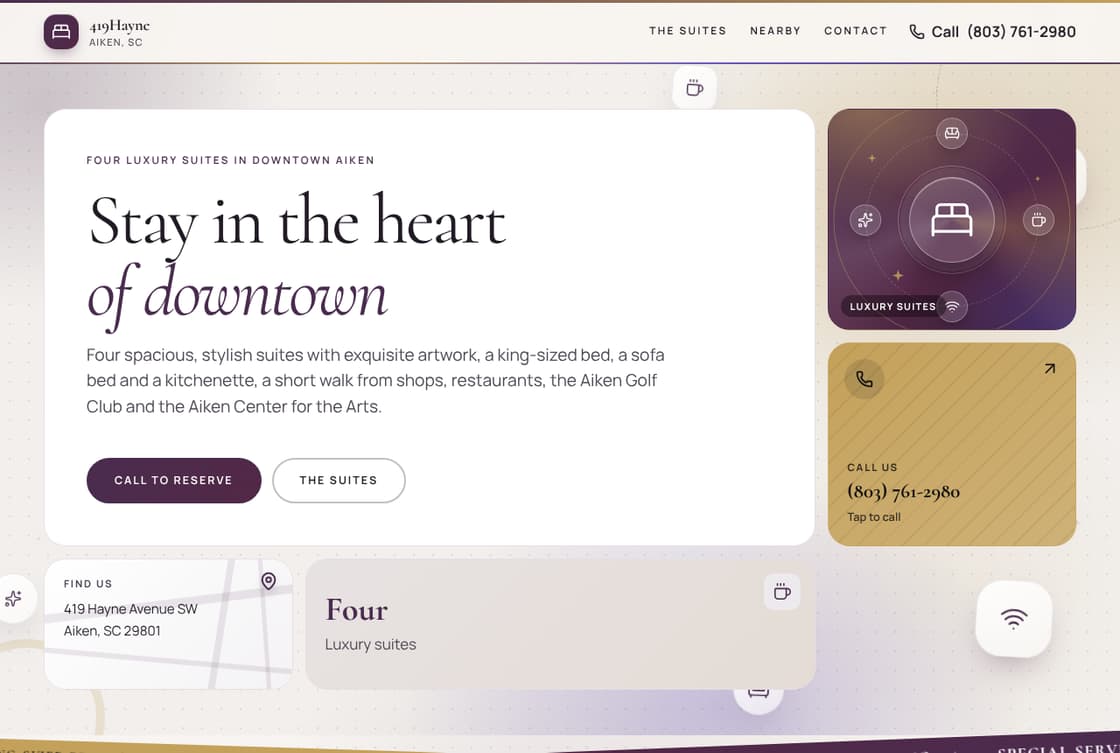 419Hayne
AIKEN, SC
THE SUITES
NEARBY
CONTACT
Call (803) 761-2980
FOUR LUXURY SUITES IN DOWNTOWN AIKEN
Stay in the heart
of downtown
Four spacious, stylish suites with exquisite artwork, a king-sized bed, a sofa
bed and a kitchenette, a short walk from shops, restaurants, the Aiken Golf
Club and the Aiken Center for the Arts.
CALL TO RESERVE
THE SUITES
LUXURY SUITES
CALL US
(803) 761-2980
Tap to call
FIND US
419 Hayne Avenue SW
Aiken, SC 29801
Four
Luxury suites